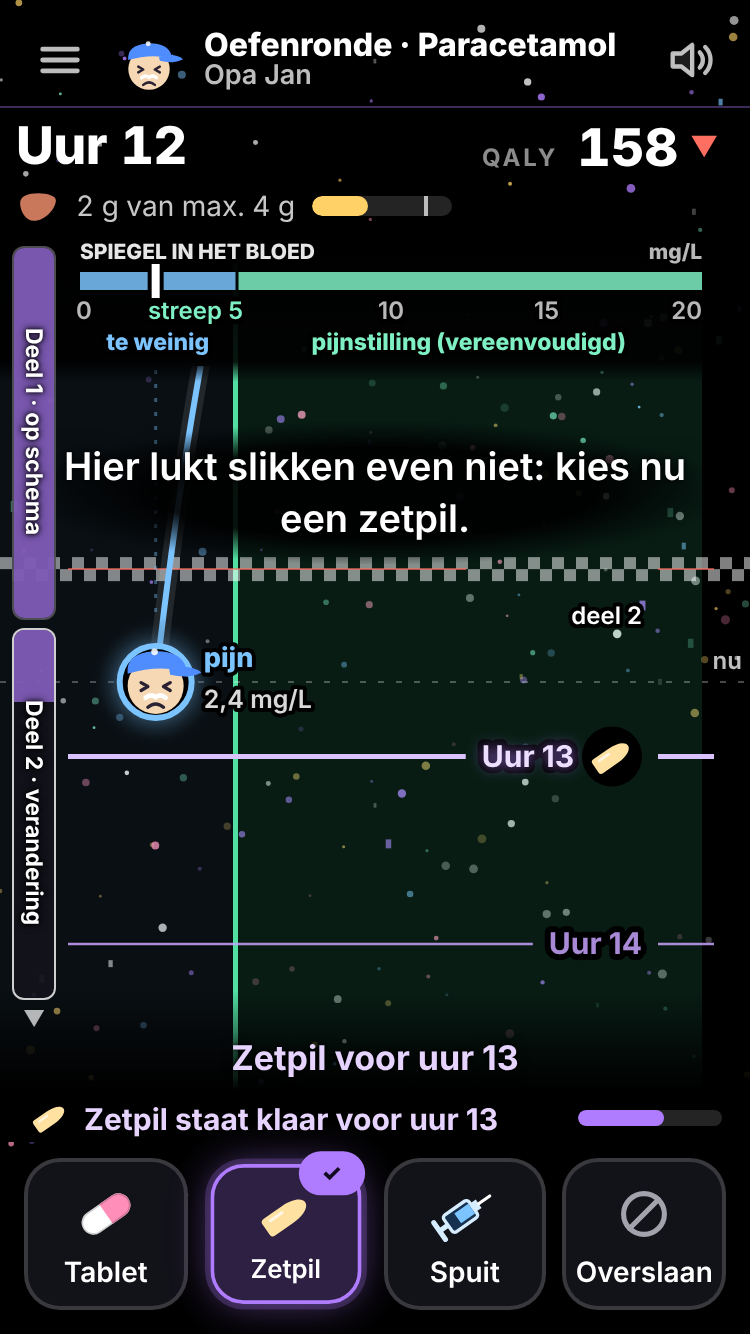 Oefenronde · Paracetamol
Opa Jan
Uur 12
QALY 158
2 g van max. 4 g
SPIEGEL IN HET BLOED mg/L
0 streep 5 10 15 20
te weinig pijnstilling (vereenvoudigd)
Deel 1 · op schema
Hier lukt slikken even niet: kies nu
een zetpil.
deel 2
pijn
nu
2,4 mg/L
Deel 2 · verandering
Uur 13
Uur 14
Zetpil voor uur 13
Zetpil staat klaar voor uur 13
Tablet
Zetpil
Spuit
Overslaan